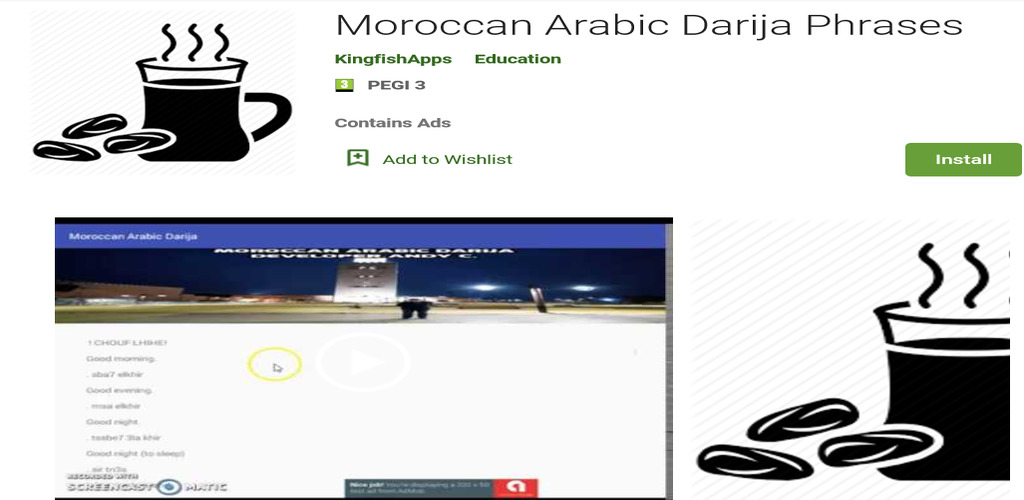 Moroccan Arabic Darija Phrases
KingfishApps Education
3 PEGI 3
Contains Ads
Add to Wishlist
Install
Moroccan Arabic Darija
MOROCCAN ARABIC DARIJA
DEVELOPER ANDY C.
! CHOUF LHIHE!
Good morning.
. aba7 elkhir
Good evening.
. msa elkhir
Good night.
. tsabe7 3la khir
Good night (to sleep)
. sir tn3s
RECORDED WITH
SCREENCAST MATIC
Nice job! You're displaying a 320 x 50
test ad from AdMob.